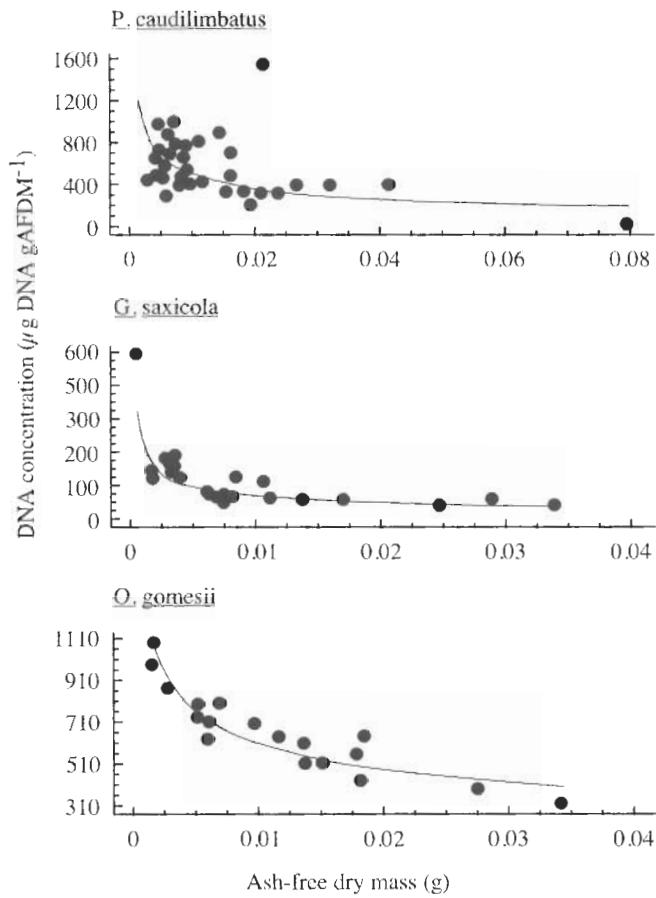 P. caudilimbatus
1600
1200
800
400
0
0 0.02 0.04 0.06 0.08
G. saxicola
600
500
300
200
100
0
0 0.01 0.02 0.03 0.04
O. gomesii
1110
910
710
510
310
0 0.01 0.02 0.03 0.04
DNA concentration (μg DNA gAFDM⁻¹)
Ash-free dry mass (g)